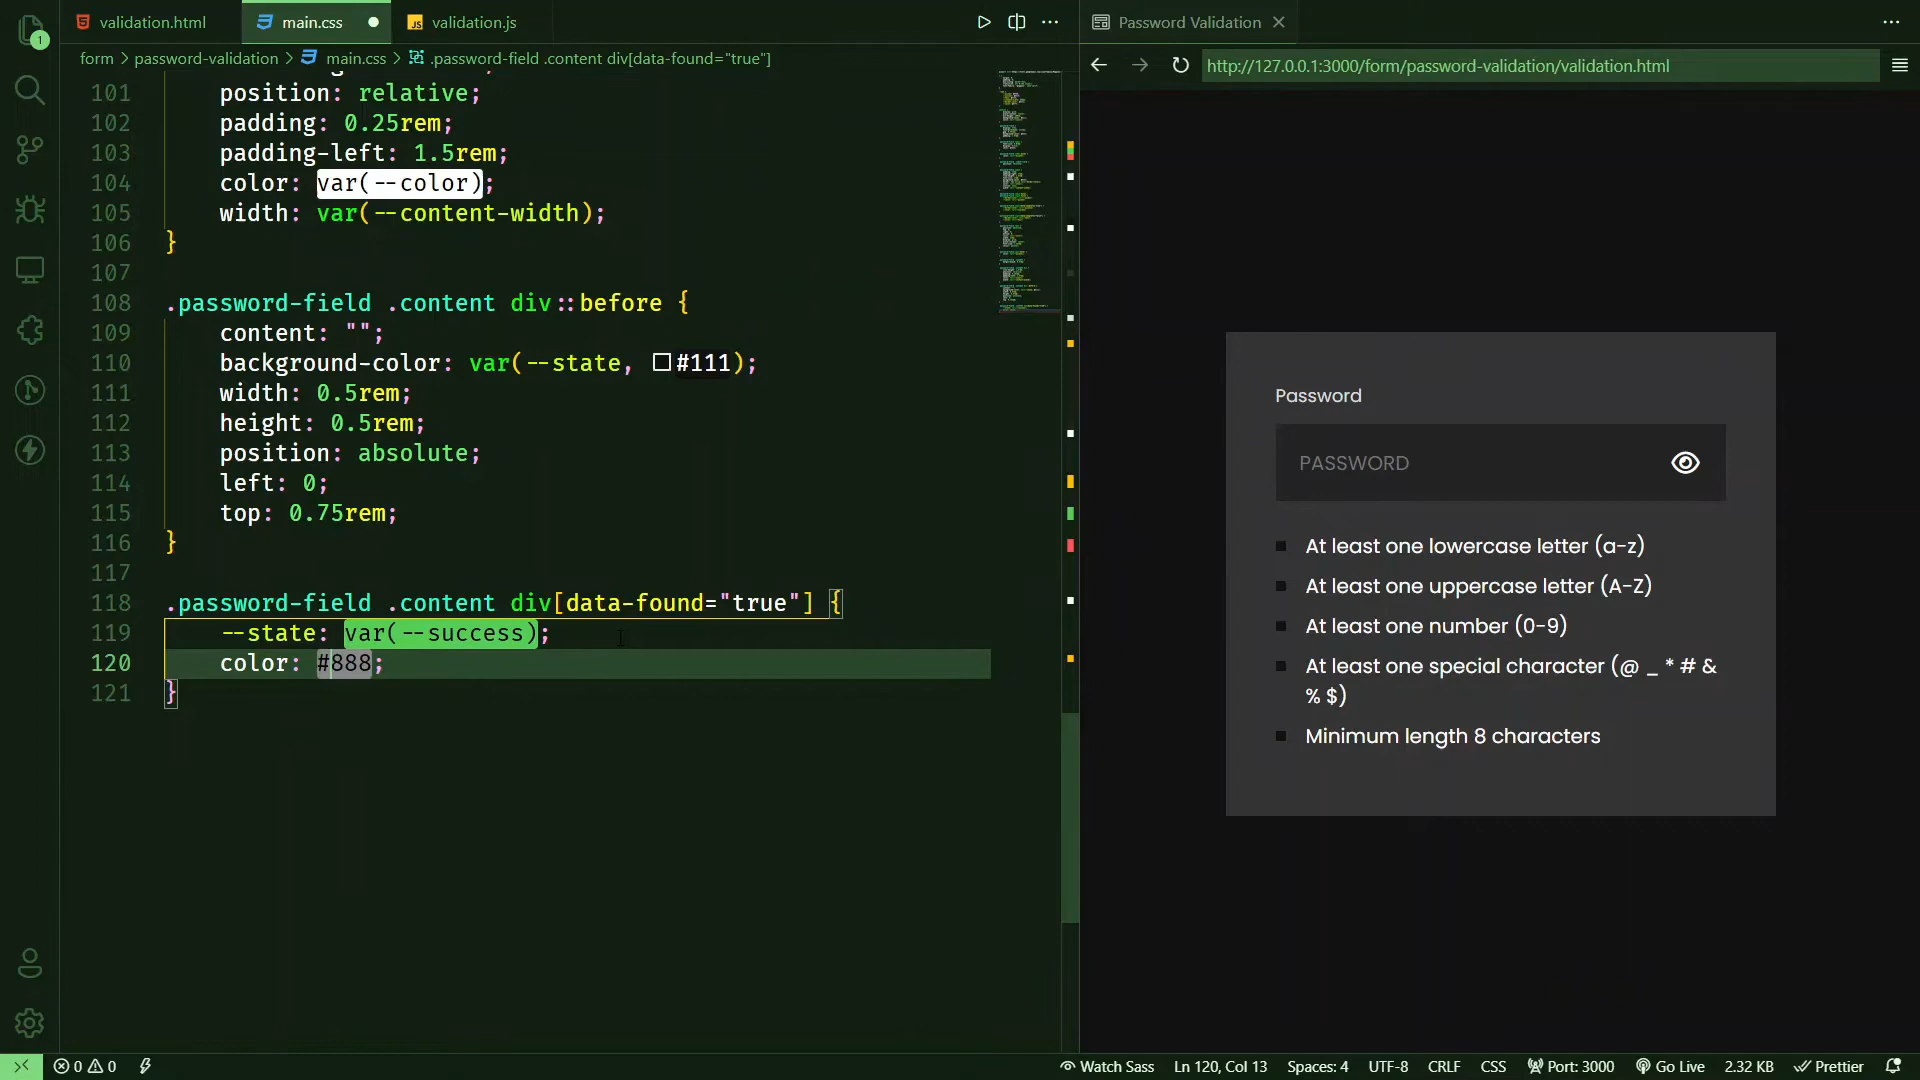 validation.html
main.css
validation.js
form > password-validation > main.css > .password-field .content div[data-found="true"]
101 position: relative;
102 padding: 0.25rem;
103 padding-left: 1.5rem;
104 color: var(--color);
105 width: var(--content-width);
106 }
107
108 .password-field .content div::before {
109 content: "";
110 background-color: var(--state, #111);
111 width: 0.5rem;
112 height: 0.5rem;
113 position: absolute;
114 left: 0;
115 top: 0.75rem;
116 }
117
118 .password-field .content div[data-found="true"] {
119 --state: var(--success);
120 color: #888;
121 }
Password Validation
http://127.0.0.1:3000/form/password-validation/validation.html
Password
PASSWORD
At least one lowercase letter (a-z)
At least one uppercase letter (A-Z)
At least one number (0-9)
At least one special character (@ _ * # &
% $)
Minimum length 8 characters
1
0 0 Watch Sass Ln 120, Col 13 Spaces: 4 UTF-8 CRLF CSS Port: 3000 Go Live 2.32 KB Prettier